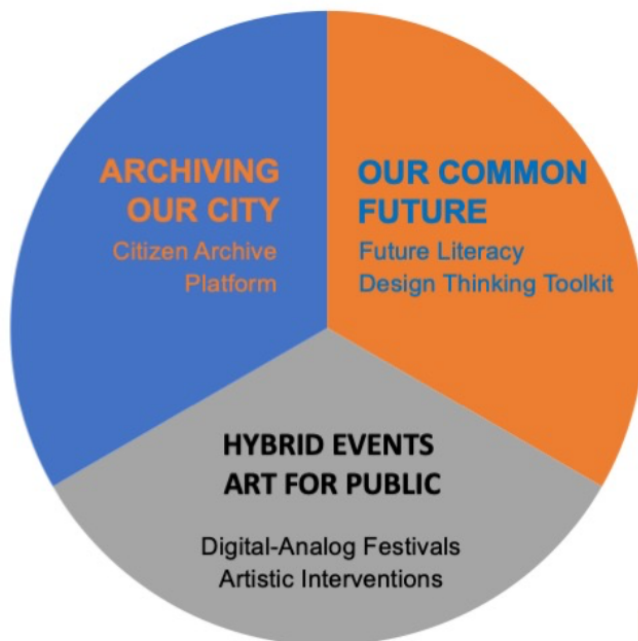 ARCHIVING
OUR CITY
Citizen Archive
Platform
OUR COMMON
FUTURE
Future Literacy
Design Thinking Toolkit
HYBRID EVENTS
ART FOR PUBLIC
Digital-Analog Festivals
Artistic Interventions